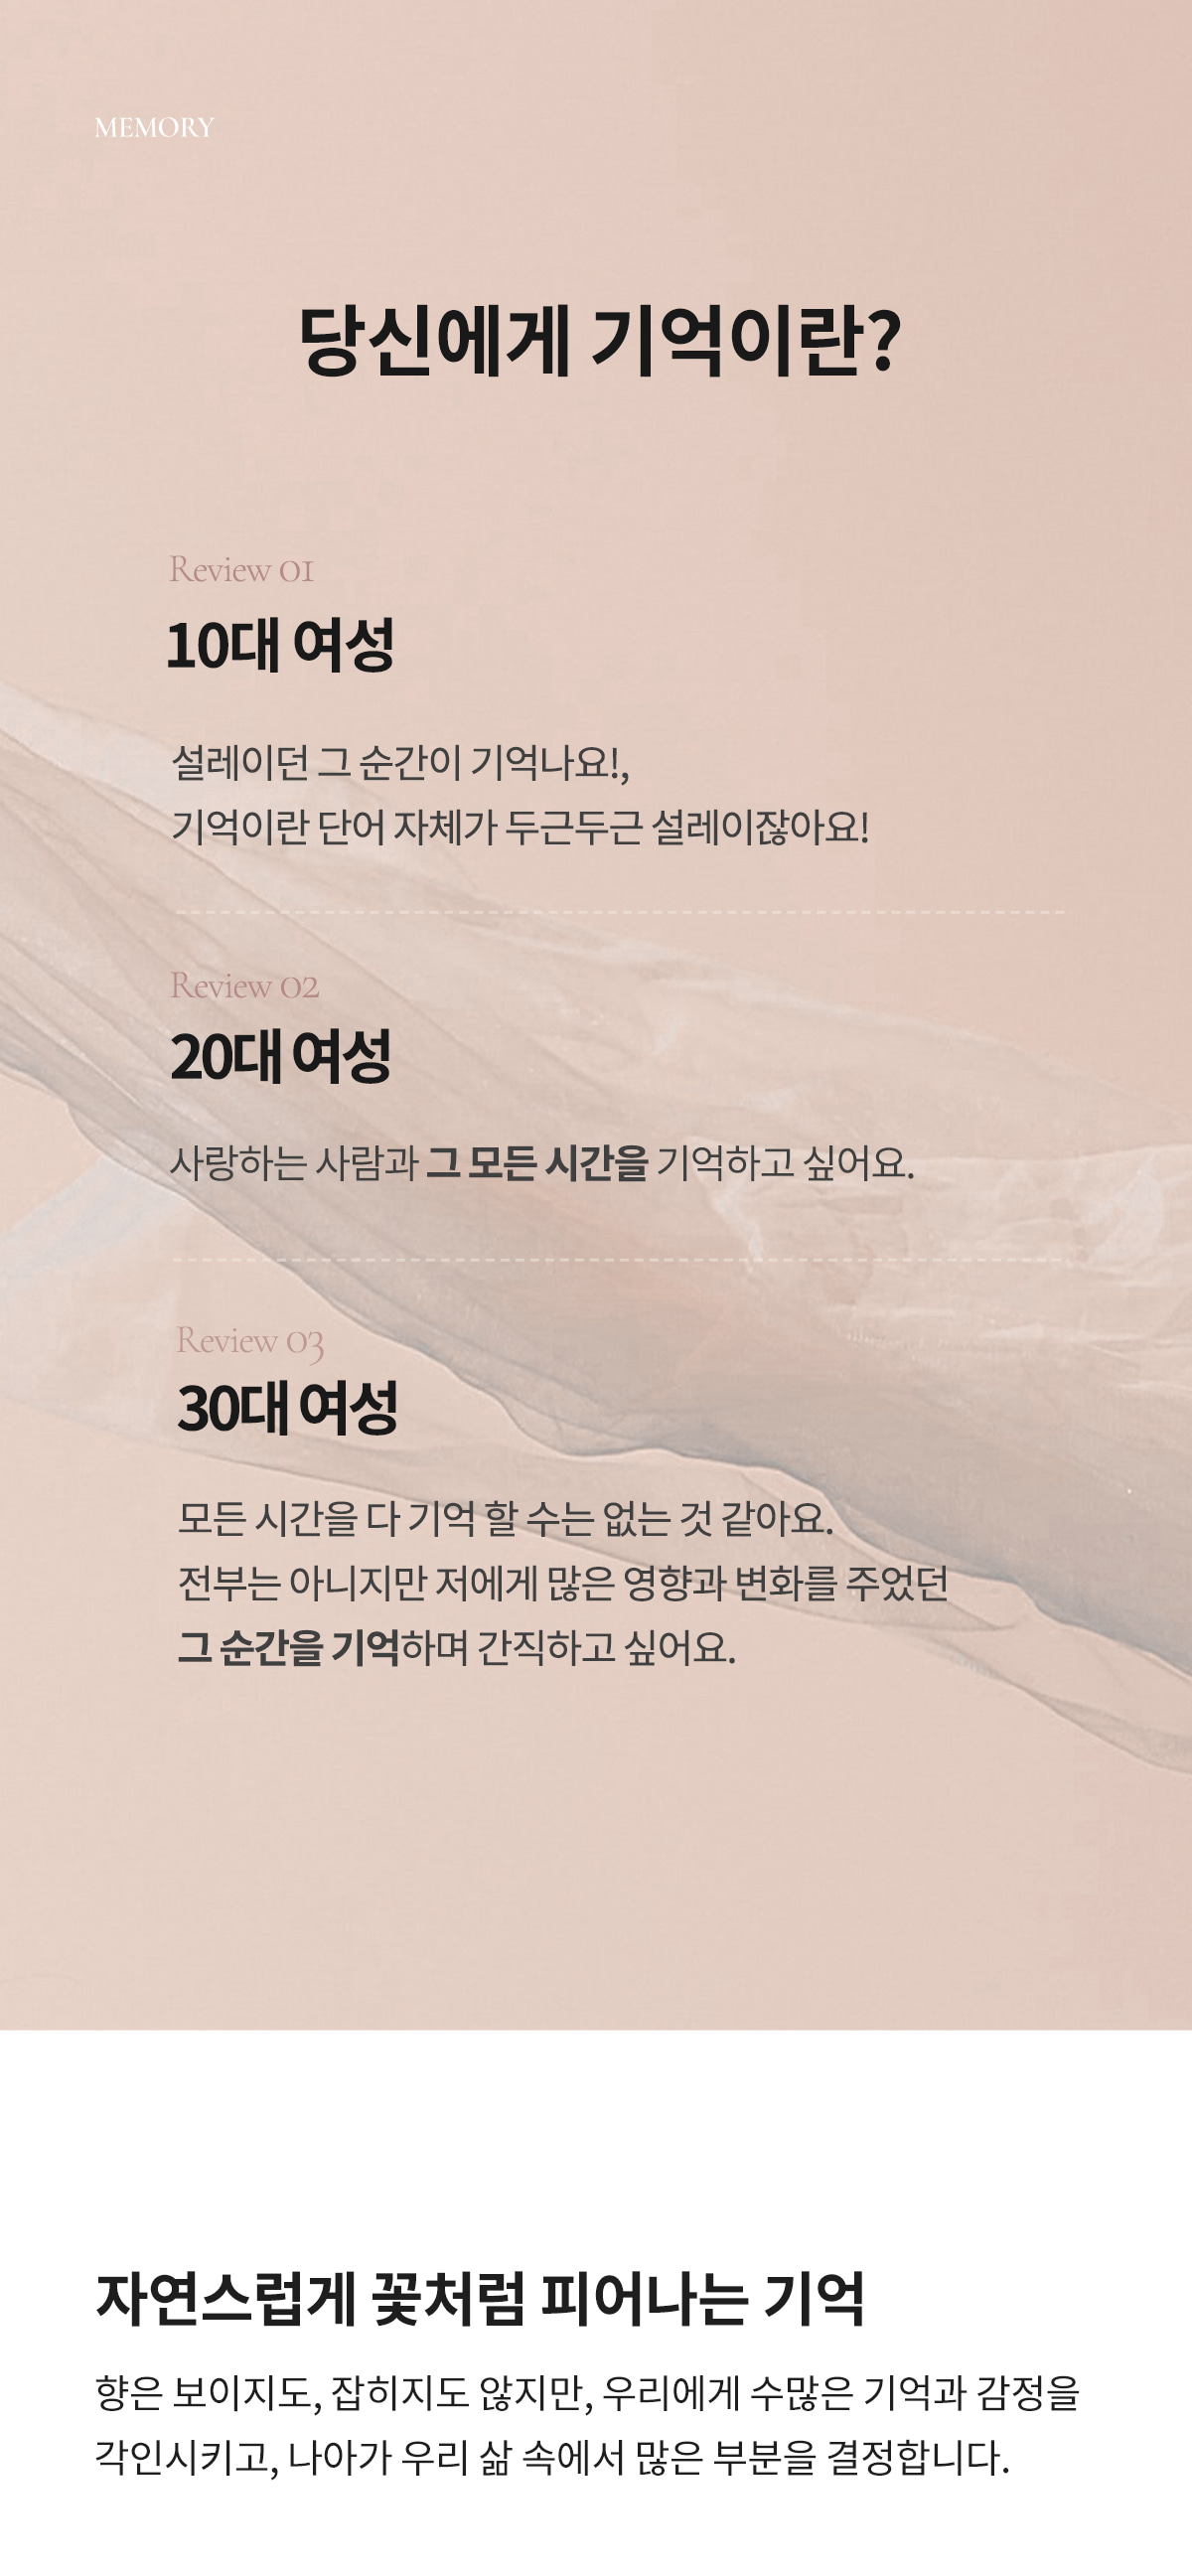 MEMORY
당신에게 기억이란?
Review 01
10대 여성
설레이던 그 순간이 기억나요!,
기억이란 단어 자체가 두근두근 설레이잖아요!
Review 02
20대 여성
사랑하는 사람과 그 모든 시간을 기억하고 싶어요.
Review 03
30대 여성
모든 시간을 다 기억 할 수는 없는 것 같아요.
전부는 아니지만 저에게 많은 영향과 변화를 주었던
그 순간을 기억하며 간직하고 싶어요.
자연스럽게 꽃처럼 피어나는 기억
향은 보이지도, 잡히지도 않지만, 우리에게 수많은 기억과 감정을
각인시키고, 나아가 우리 삶 속에서 많은 부분을 결정합니다.